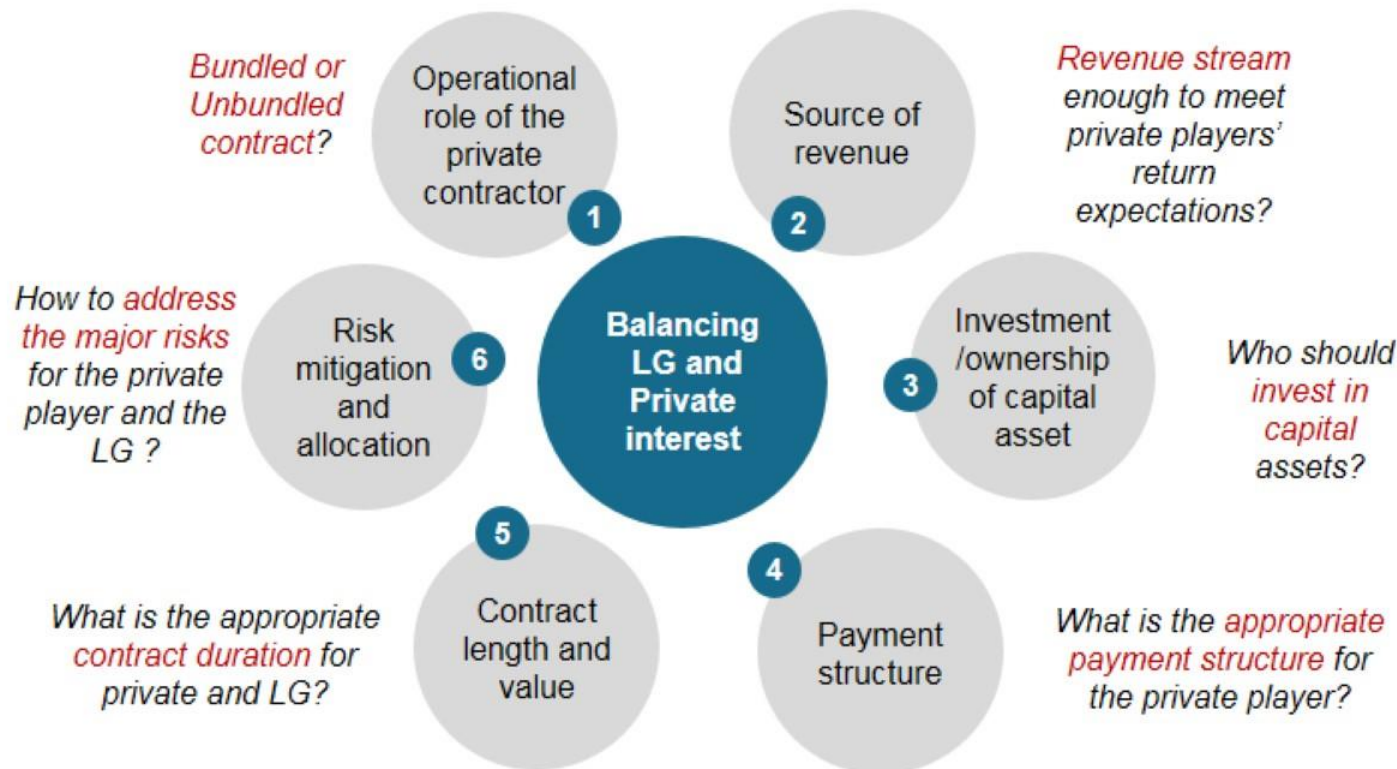 Bundled or
Unbundled
contract?
Operational
role of the
private
contractor
1
Source of
revenue
2
Revenue stream
enough to meet
private players’
return
expectations?
Balancing
LG and
Private
interest
Investment
/ownership
of capital
asset
3
Who should
invest in
capital
assets?
Payment
structure
4
What is the appropriate
payment structure for
the private player?
Contract
length and
value
5
What is the appropriate
contract duration for
private and LG?
Risk
mitigation
and
allocation
6
How to address
the major risks
for the private
player and the
LG ?